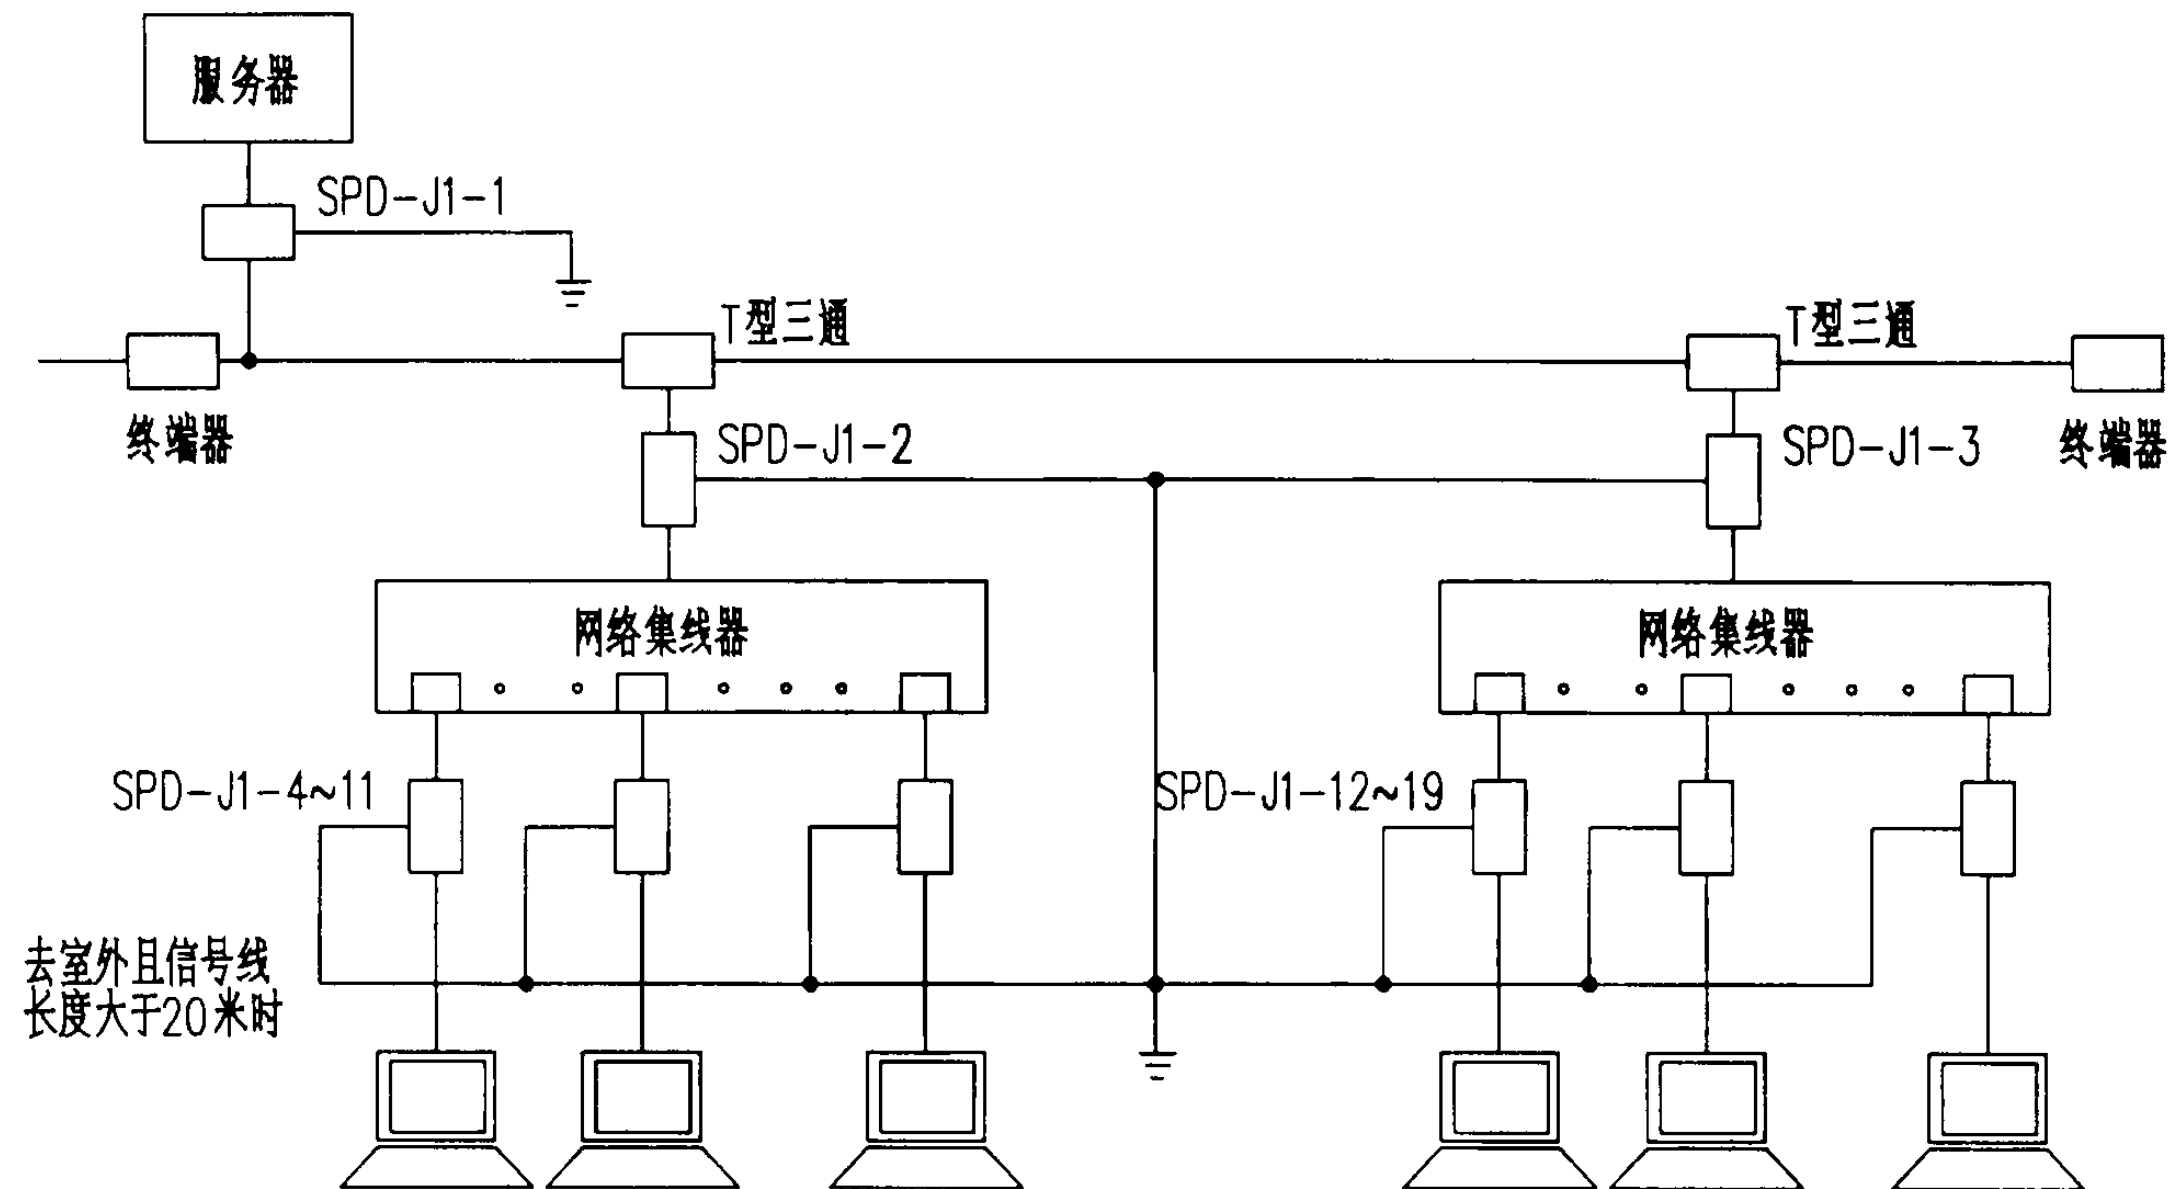 服务器
SPD-J1-1
T型三通
T型三通
终端器
SPD-J1-2
SPD-J1-3
终端器
网络集线器
网络集线器
SPD-J1-4~11
SPD-J1-12~19
去室外且信号线
长度大于20米时